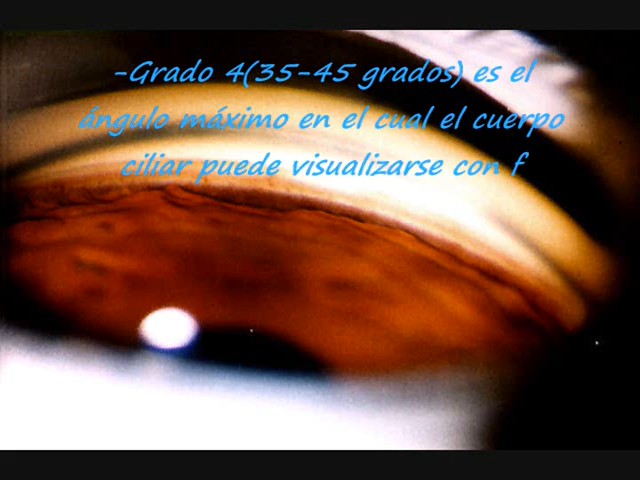 -Grado 4(35-45 grados) es el
ángulo máximo en el cual el cuerpo
ciliar puede visualizarse con f